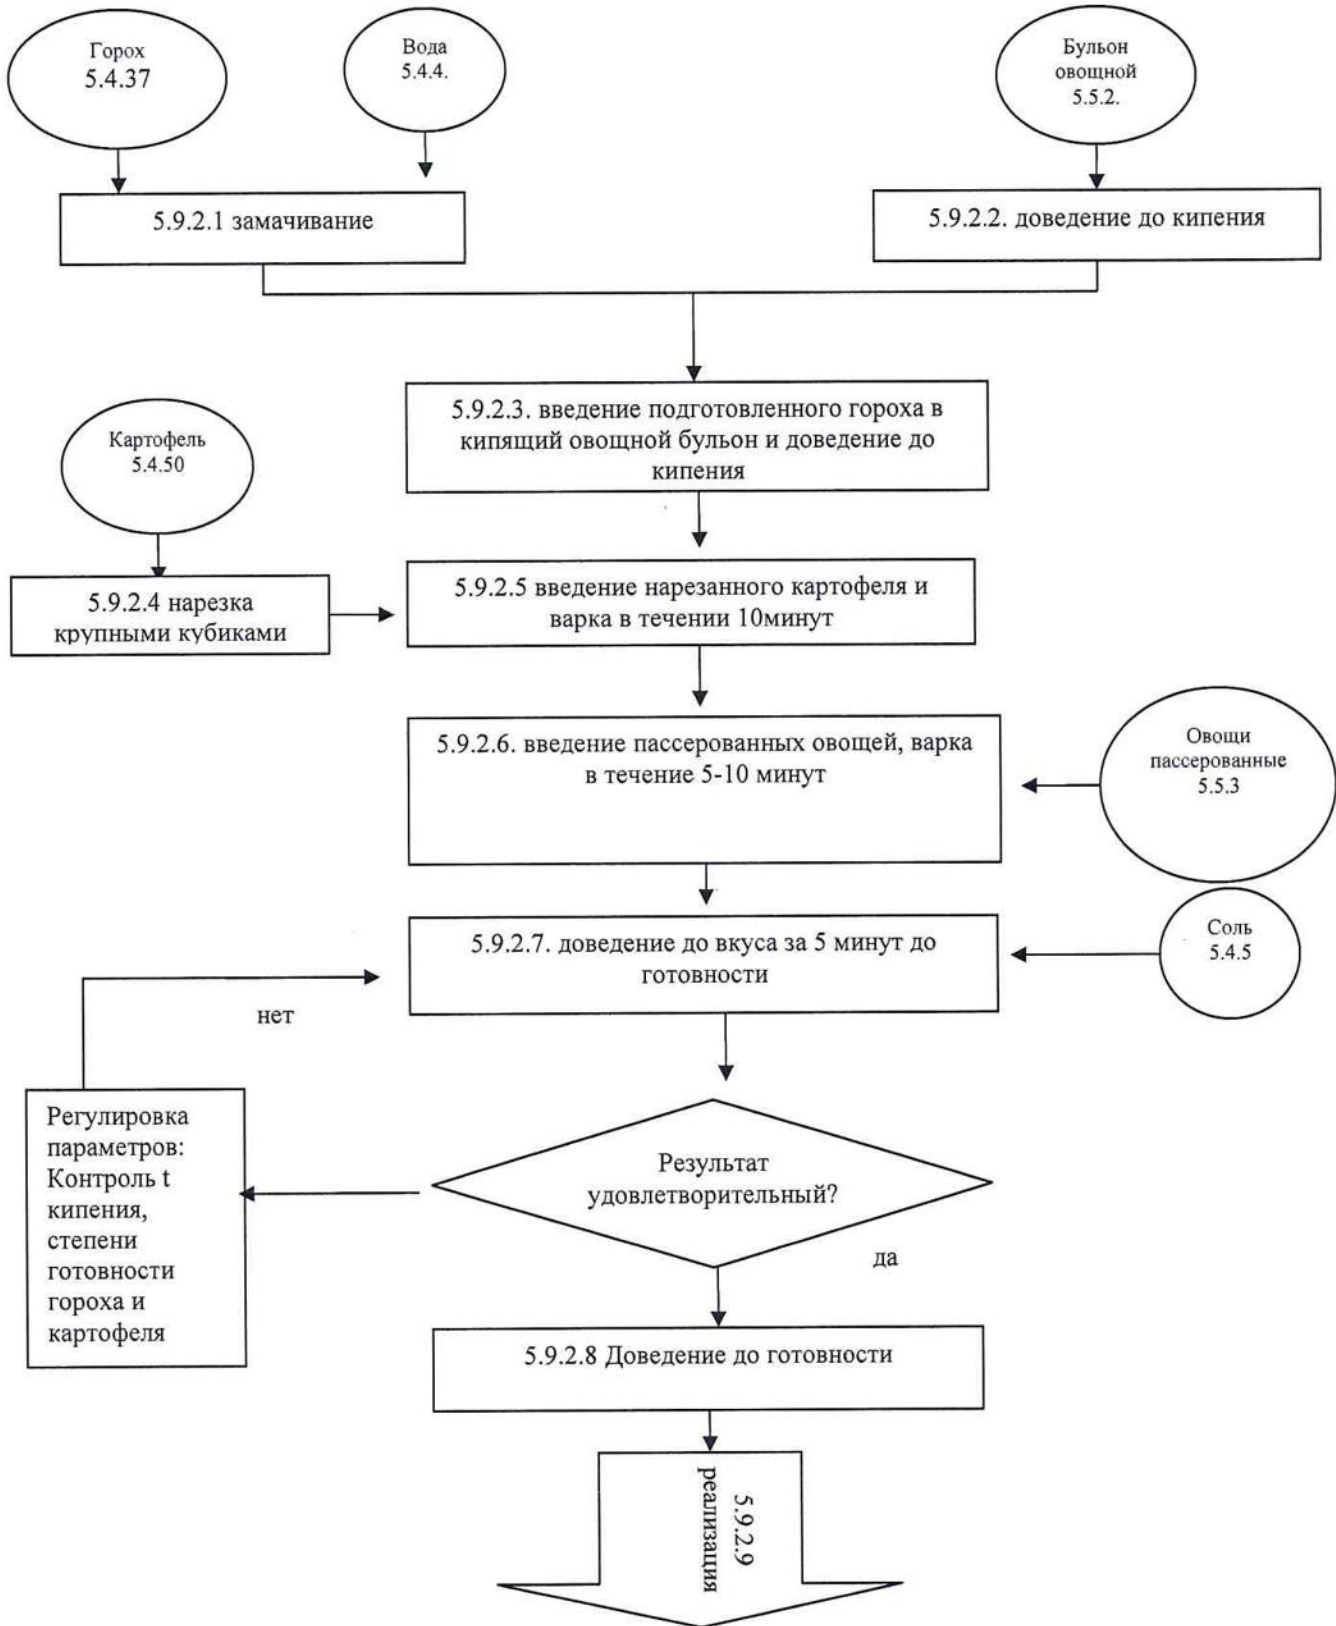 Горох
5.4.37
Вода
5.4.4.
Бульон
овощной
5.5.2.
5.9.2.1 замачивание
5.9.2.2. доведение до кипения
5.9.2.3. введение подготовленного гороха в
кипящий овощной бульон и доведение до
кипения
Картофель
5.4.50
5.9.2.4 нарезка
крупными кубиками
5.9.2.5 введение нарезанного картофеля и
варка в течении 10минут
5.9.2.6. введение пассерованных овощей, варка
в течение 5-10 минут
Овощи
пассерованные
5.5.3
5.9.2.7. доведение до вкуса за 5 минут до
готовности
Соль
5.4.5
нет
Регулировка
параметров:
Контроль t
кипения,
степени
готовности
гороха и
картофеля
Результат
удовлетворительный?
да
5.9.2.8 Доведение до готовности
5.9.2.9
реализация